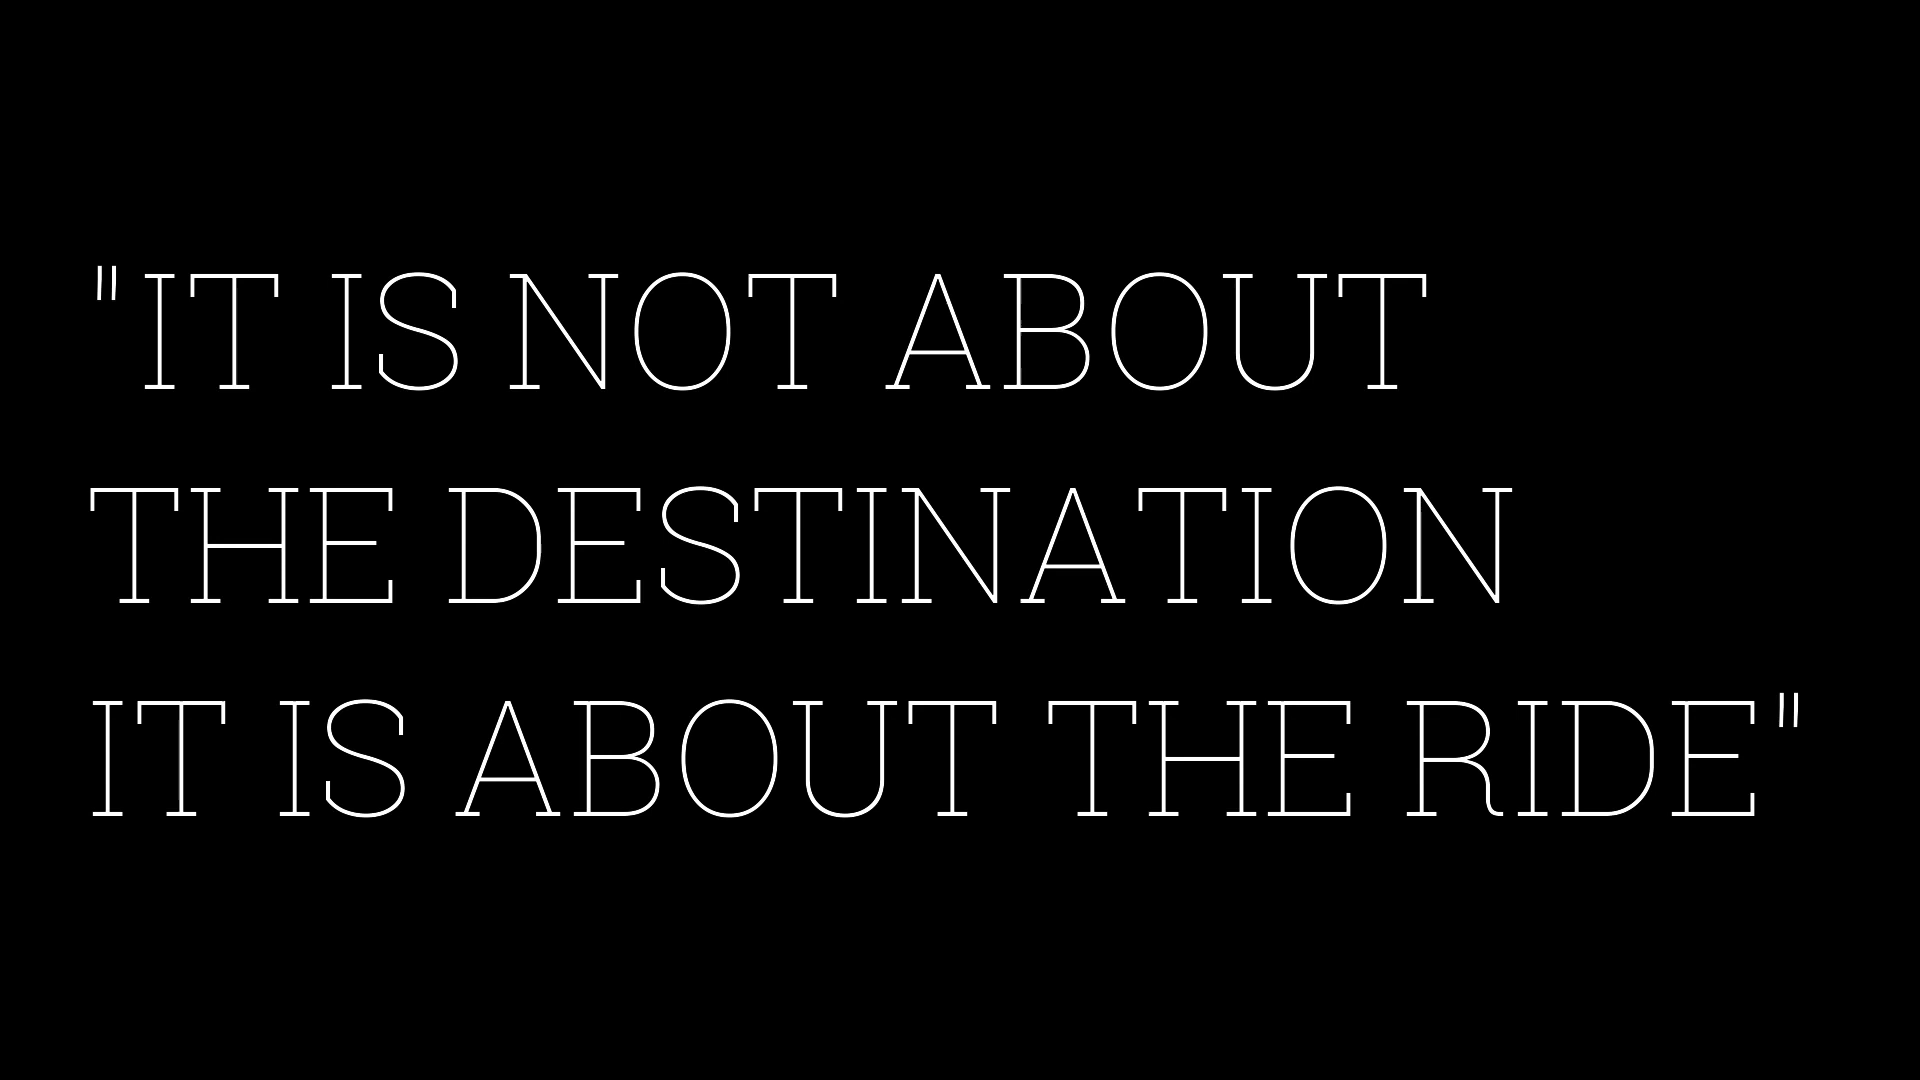 "IT IS NOT ABOUT
THE DESTINATION
IT IS ABOUT THE RIDE"